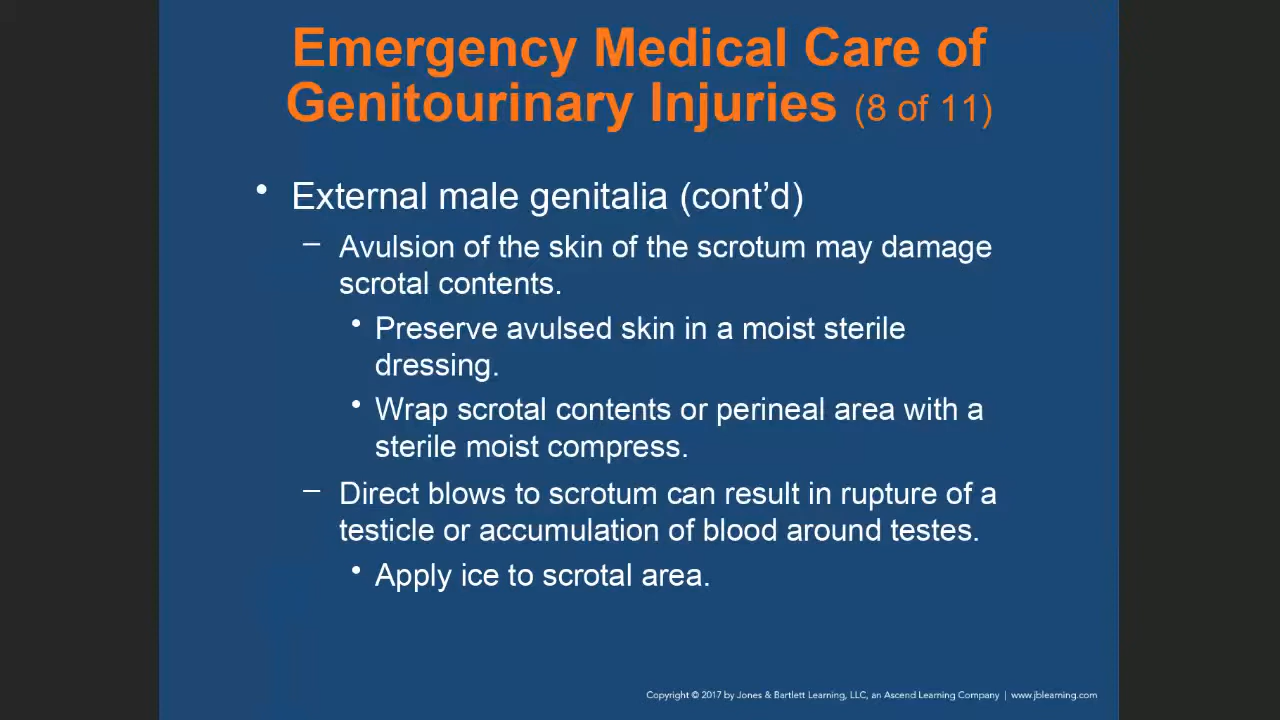 Emergency Medical Care of
Genitourinary Injuries (8 of 11)
• External male genitalia (cont’d)
– Avulsion of the skin of the scrotum may damage
scrotal contents.
• Preserve avulsed skin in a moist sterile
dressing.
• Wrap scrotal contents or perineal area with a
sterile moist compress.
– Direct blows to scrotum can result in rupture of a
testicle or accumulation of blood around testes.
• Apply ice to scrotal area.
Copyright © 2017 by Jones & Bartlett Learning, LLC, an Ascend Learning Company | www.jblearning.com